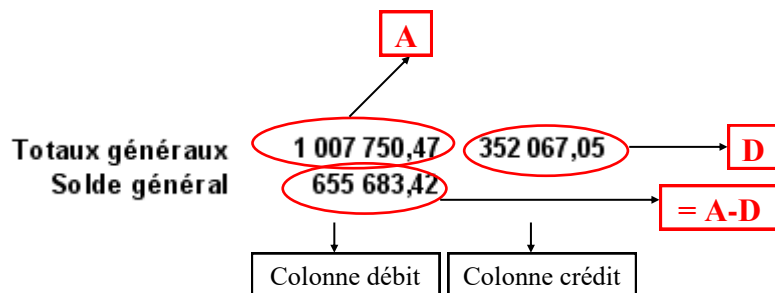 A
Totaux généraux 1 007 750,47 352 067,05 D
Solde général 655 683,42
= A-D
Colonne débit Colonne crédit